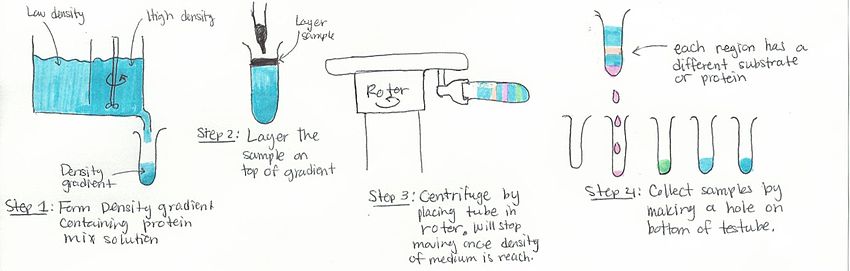 Low density
High density
Density
gradient
Step 1: Form Density gradient
containing protein
mix solution
Layer
sample
Step 2: Layer the
sample on
top of gradient
Rotor
Step 3: Centrifuge by
placing tube in
roter. Will stop
moving once density
of medium is reach.
each region has a
different substrate
or protein
Step 4: Collect samples by
making a hole on
bottom of testube.